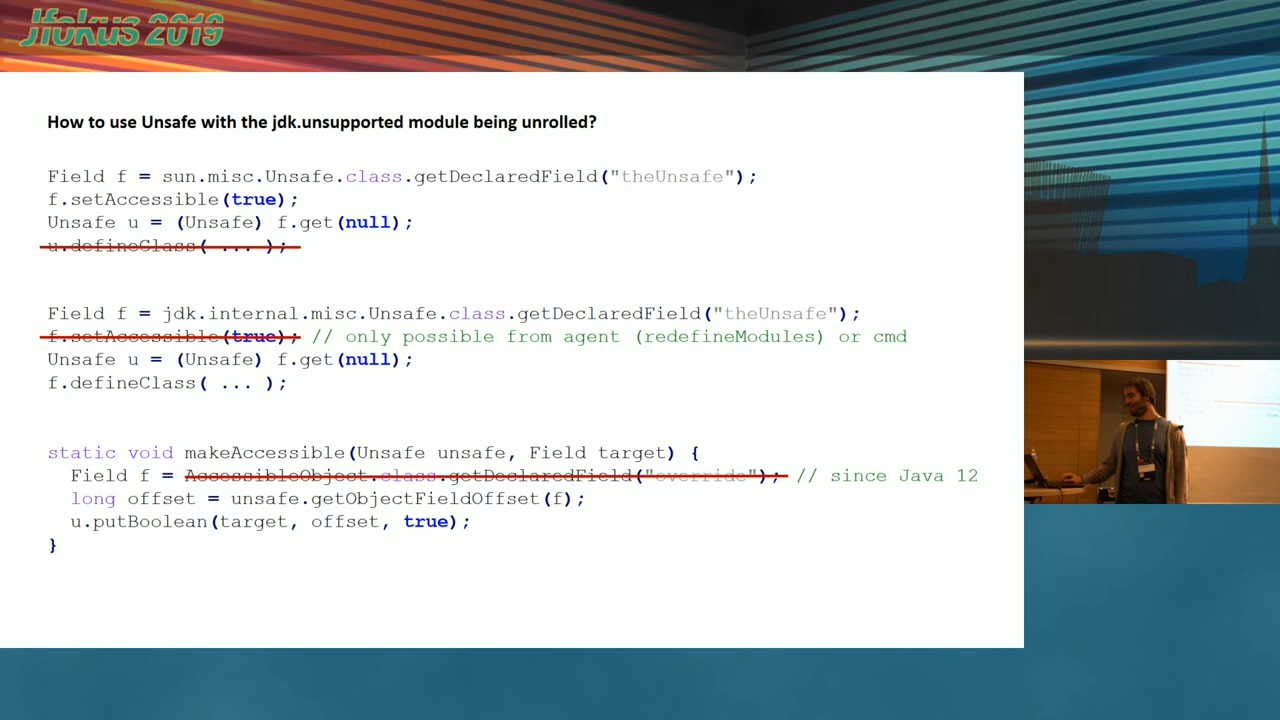 Jfokus 2019
How to use Unsafe with the jdk.unsupported module being unrolled?
Field f = sun.misc.Unsafe.class.getDeclaredField("theUnsafe");
f.setAccessible(true);
Unsafe u = (Unsafe) f.get(null);
u.defineClass( ... );
Field f = jdk.internal.misc.Unsafe.class.getDeclaredField("theUnsafe");
f.setAccessible(true); // only possible from agent (redefineModules) or cmd
Unsafe u = (Unsafe) f.get(null);
f.defineClass( ... );
static void makeAccessible(Unsafe unsafe, Field target) {
Field f = AccessibleObject.class.getDeclaredField("override"); // since Java 12
long offset = unsafe.getObjectFieldOffset(f);
u.putBoolean(target, offset, true);
}